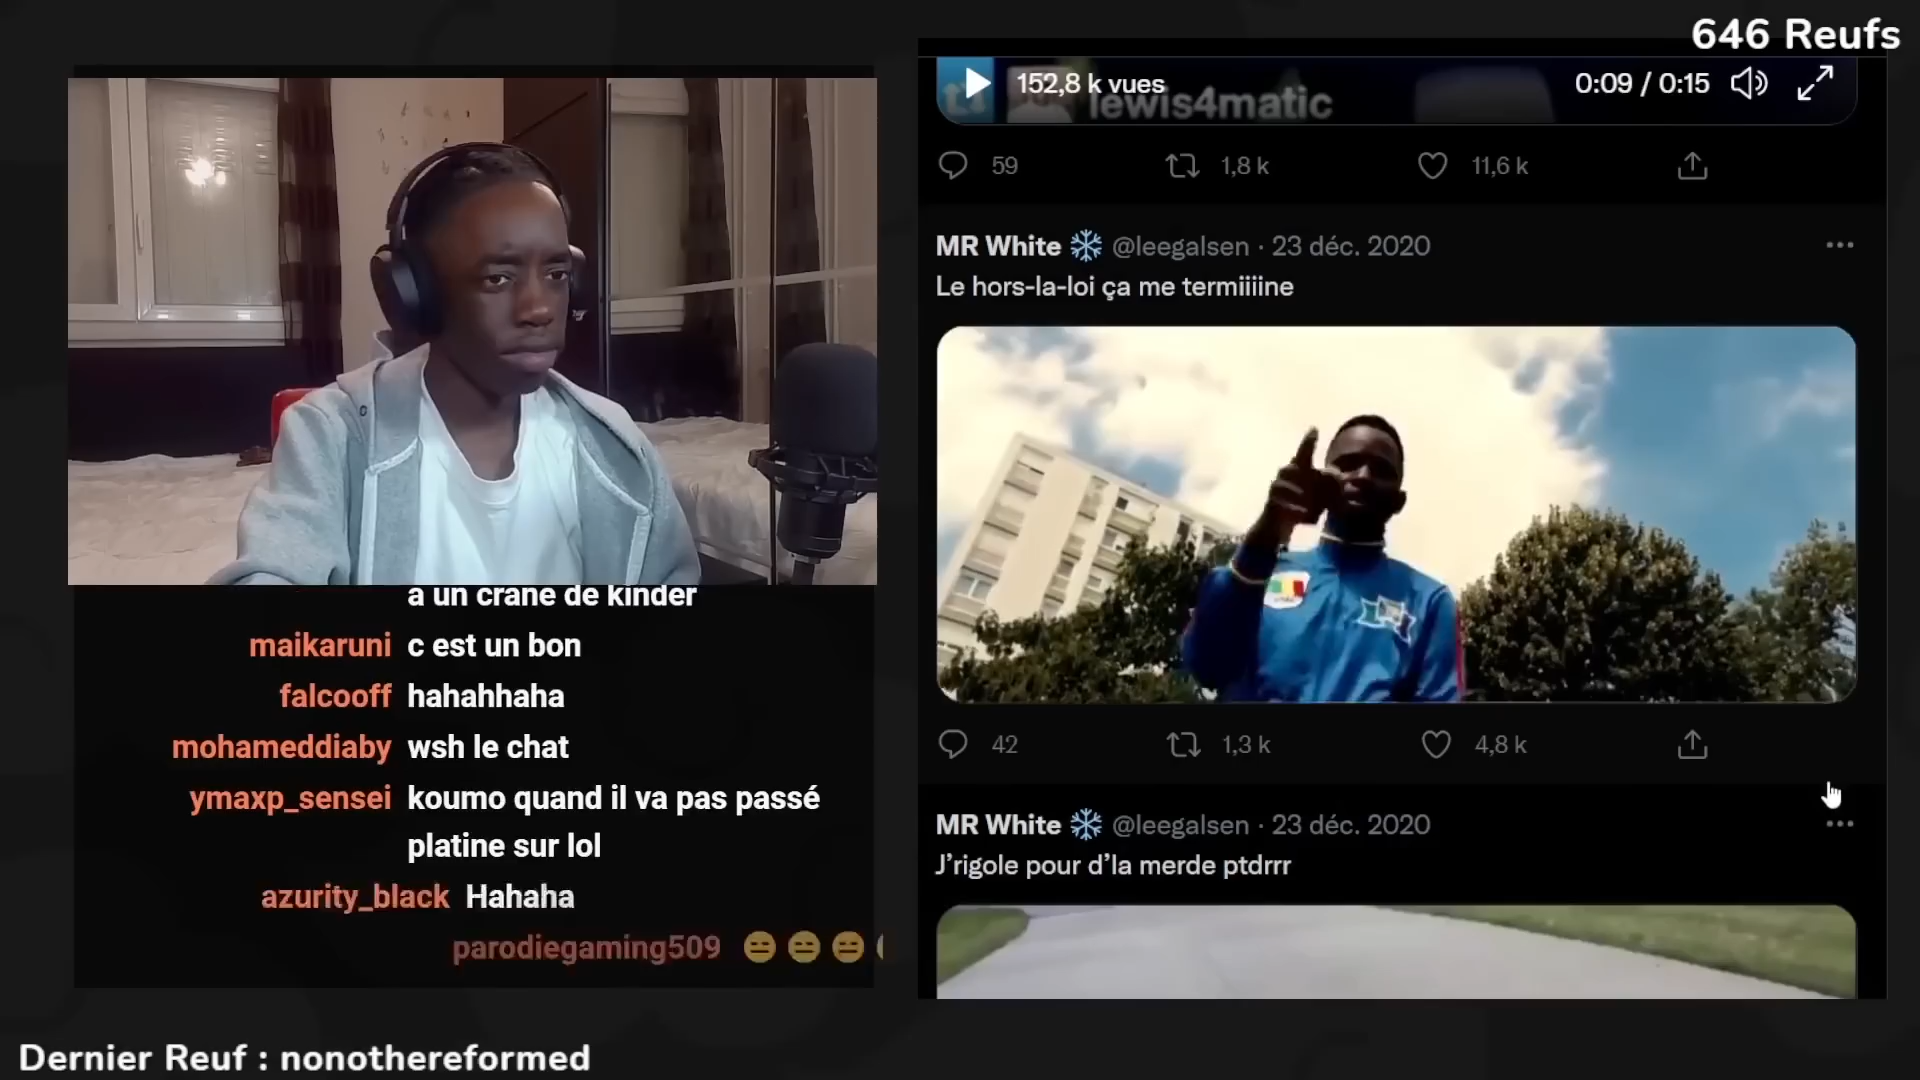 646 Reufs
152,8 k vues
0:09 / 0:15
lewis4matic
59
1,8 k
11,6 k
MR White @leegalsen · 23 déc. 2020
Le hors-la-loi ça me termiiiine
42
1,3 k
4,8 k
MR White @leegalsen · 23 déc. 2020
J'rigole pour d'la merde ptdrrr
a un crane de kinder
maikaruni c est un bon
falcooff hahahhaha
mohameddiaby wsh le chat
ymaxp_sensei koumo quand il va pas passé
platine sur lol
azurity_black Hahaha
parodiegaming509
Dernier Reuf : nonothereformed